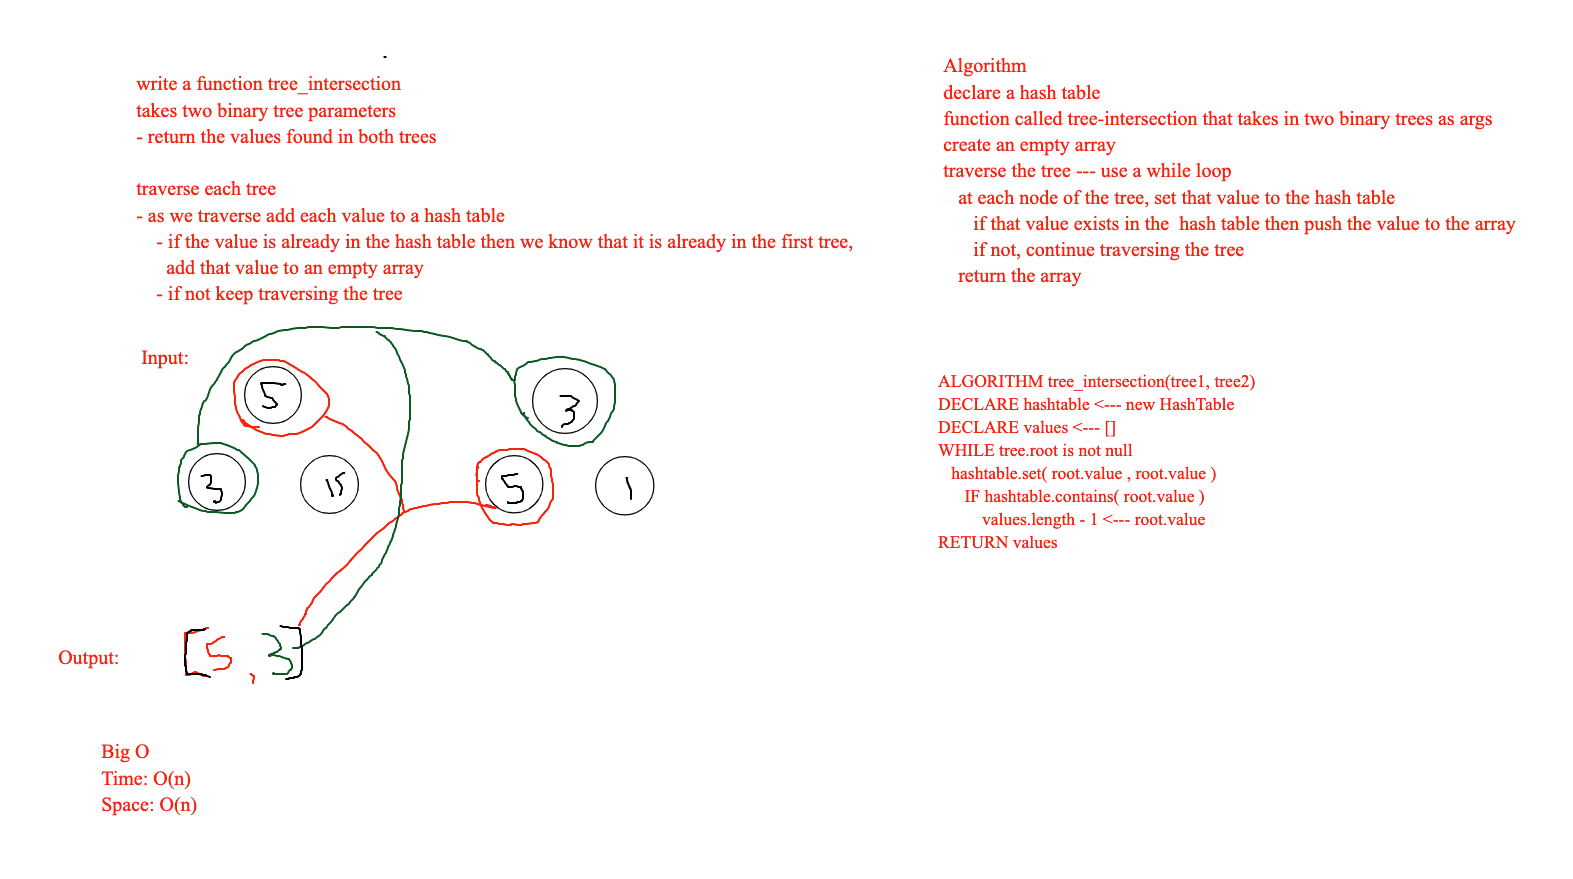 write a function tree_intersection
takes two binary tree parameters
- return the values found in both trees
traverse each tree
- as we traverse add each value to a hash table
- if the value is already in the hash table then we know that it is already in the first tree,
add that value to an empty array
- if not keep traversing the tree
Input:
5
3
3
15
5
1
Output:
[5, 3]
Big O
Time: O(n)
Space: O(n)
Algorithm
declare a hash table
function called tree-intersection that takes in two binary trees as args
create an empty array
traverse the tree --- use a while loop
at each node of the tree, set that value to the hash table
if that value exists in the hash table then push the value to the array
if not, continue traversing the tree
return the array
ALGORITHM tree_intersection(tree1, tree2)
DECLARE hashtable <--- new HashTable
DECLARE values <--- []
WHILE tree.root is not null
hashtable.set( root.value , root.value )
IF hashtable.contains( root.value )
values.length - 1 <--- root.value
RETURN values